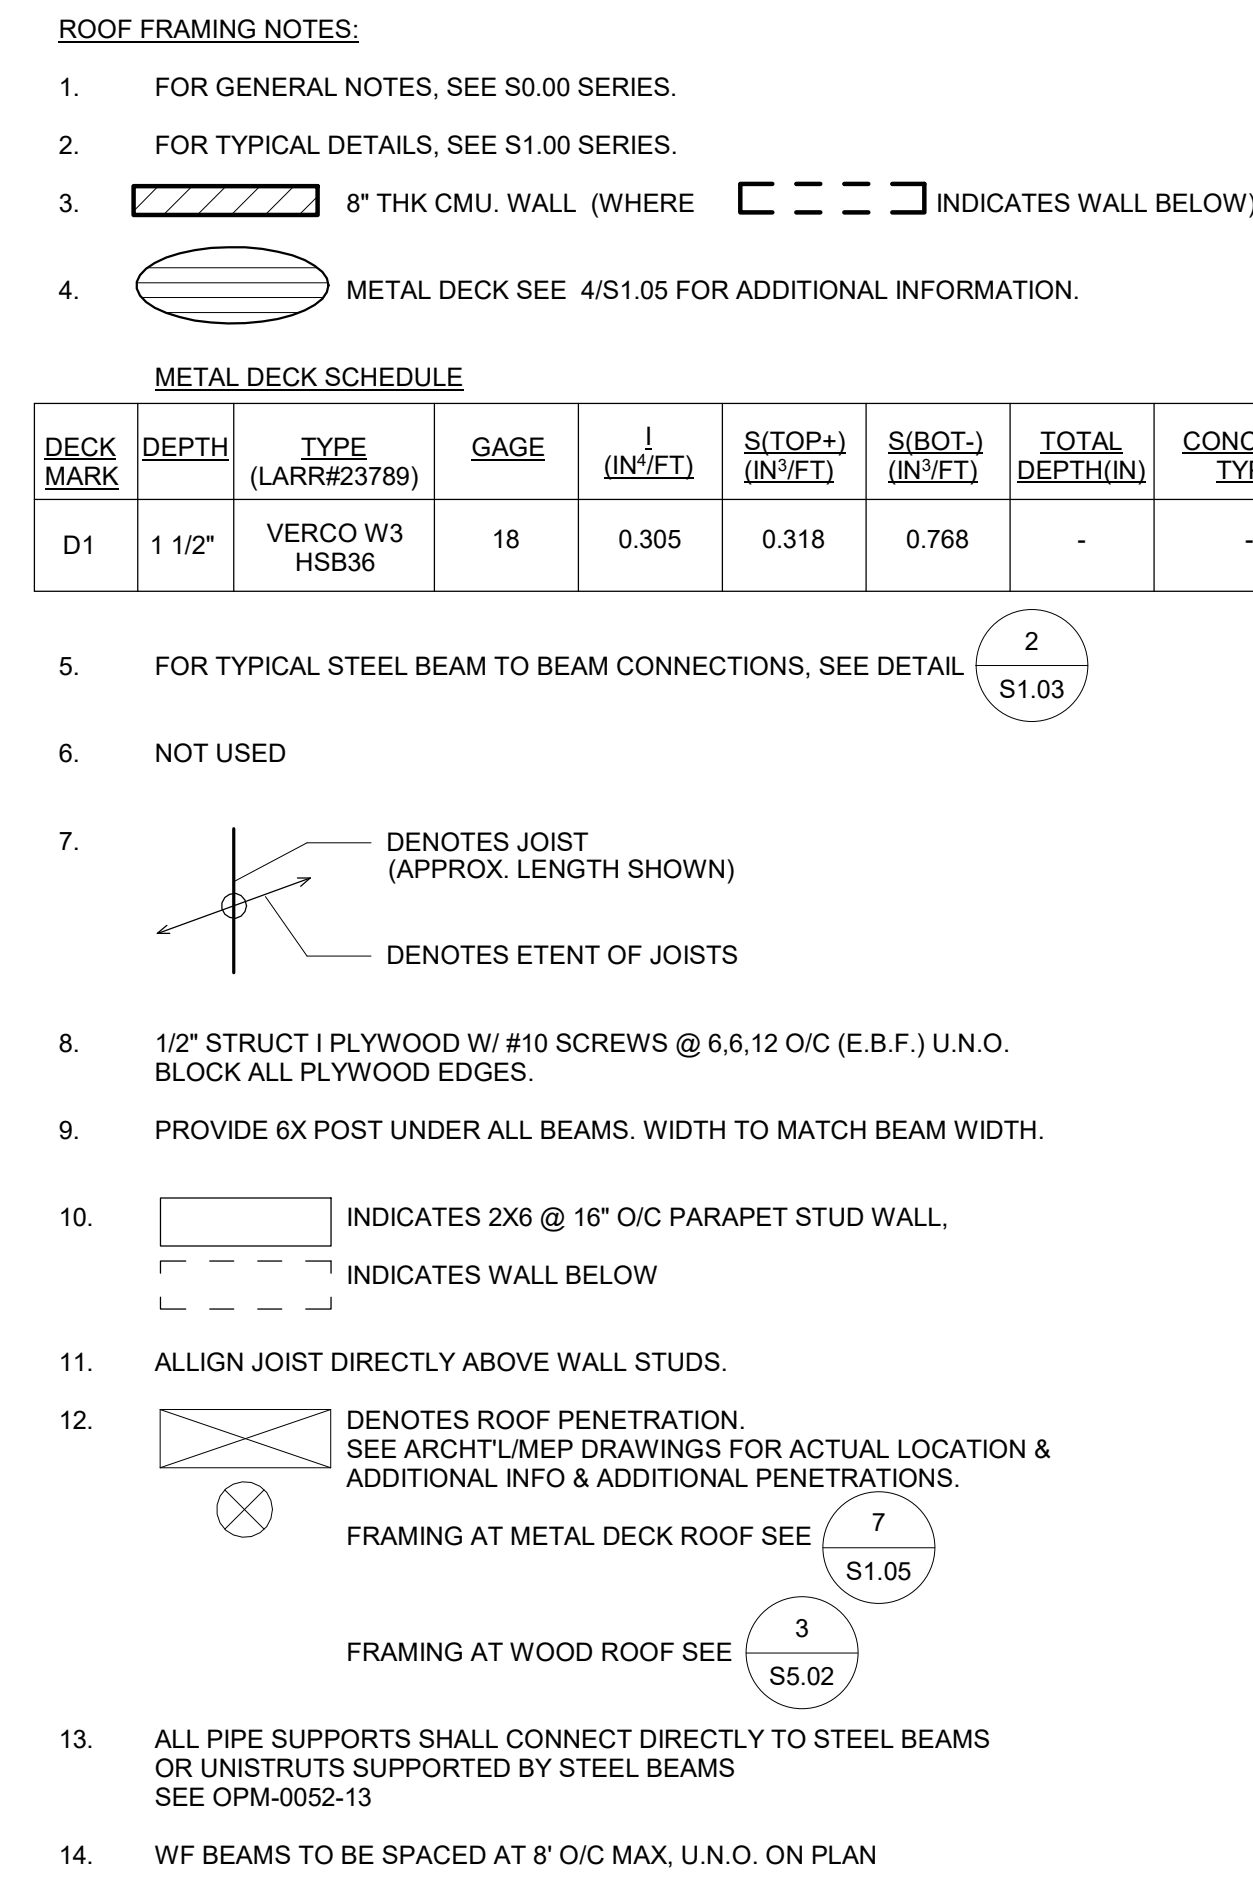 ROOF FRAMING NOTES:
1. FOR GENERAL NOTES, SEE S0.00 SERIES.
2. FOR TYPICAL DETAILS, SEE S1.00 SERIES.
3. 8" THK CMU. WALL (WHERE INDICATES WALL BELOW)
4. METAL DECK SEE 4/S1.05 FOR ADDITIONAL INFORMATION.
METAL DECK SCHEDULE
DECK MARK DEPTH TYPE (LARR#23789) GAGE I (IN⁴/FT) S(TOP+) (IN³/FT) S(BOT-) (IN³/FT) TOTAL DEPTH(IN)
D1 1 1/2" VERCO W3 HSB36 18 0.305 0.318 0.768 - -
5. FOR TYPICAL STEEL BEAM TO BEAM CONNECTIONS, SEE DETAIL 2 S1.03
6. NOT USED
7. DENOTES JOIST
(APPROX. LENGTH SHOWN)
DENOTES ETENT OF JOISTS
8. 1/2" STRUCT I PLYWOOD W/ #10 SCREWS @ 6,6,12 O/C (E.B.F.) U.N.O.
BLOCK ALL PLYWOOD EDGES.
9. PROVIDE 6X POST UNDER ALL BEAMS. WIDTH TO MATCH BEAM WIDTH.
10. INDICATES 2X6 @ 16" O/C PARAPET STUD WALL,
INDICATES WALL BELOW
11. ALLIGN JOIST DIRECTLY ABOVE WALL STUDS.
12. DENOTES ROOF PENETRATION.
SEE ARCHT'L/MEP DRAWINGS FOR ACTUAL LOCATION &
ADDITIONAL INFO & ADDITIONAL PENETRATIONS.
FRAMING AT METAL DECK ROOF SEE 7 S1.05
FRAMING AT WOOD ROOF SEE 3 S5.02
13. ALL PIPE SUPPORTS SHALL CONNECT DIRECTLY TO STEEL BEAMS
OR UNISTRUTS SUPPORTED BY STEEL BEAMS
SEE OPM-0052-13
14. WF BEAMS TO BE SPACED AT 8' O/C MAX, U.N.O. ON PLAN